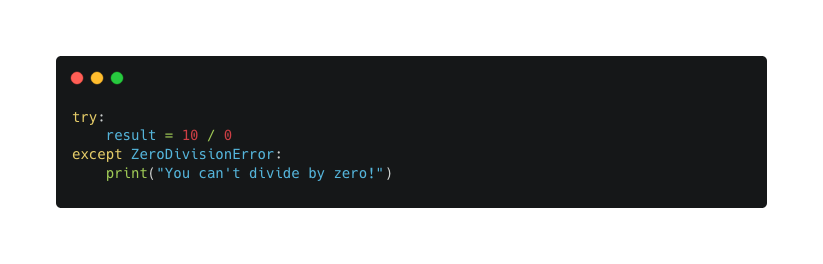 try:
    result = 10 / 0
except ZeroDivisionError:
    print("You can't divide by zero!")